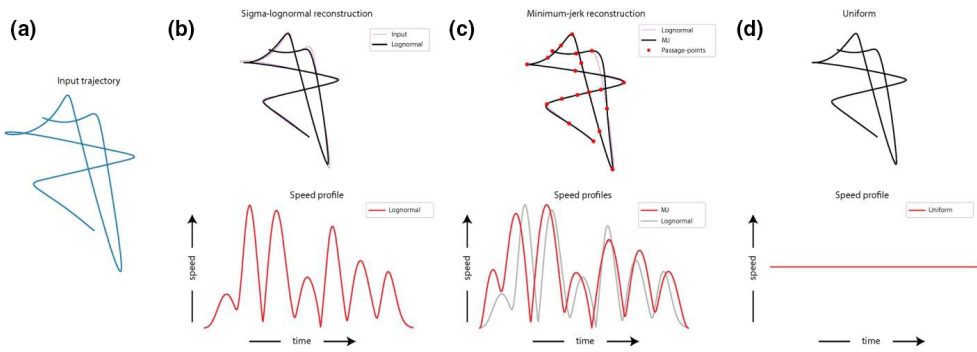 (a)
Input trajectory
(b)
Sigma-lognormal reconstruction
Input
Lognormal
Speed profile
Lognormal
speed
time
(c)
Minimum-jerk reconstruction
Lognormal
MJ
Passage-points
Speed profiles
MJ
Lognormal
speed
time
(d)
Uniform
Speed profile
Uniform
speed
time